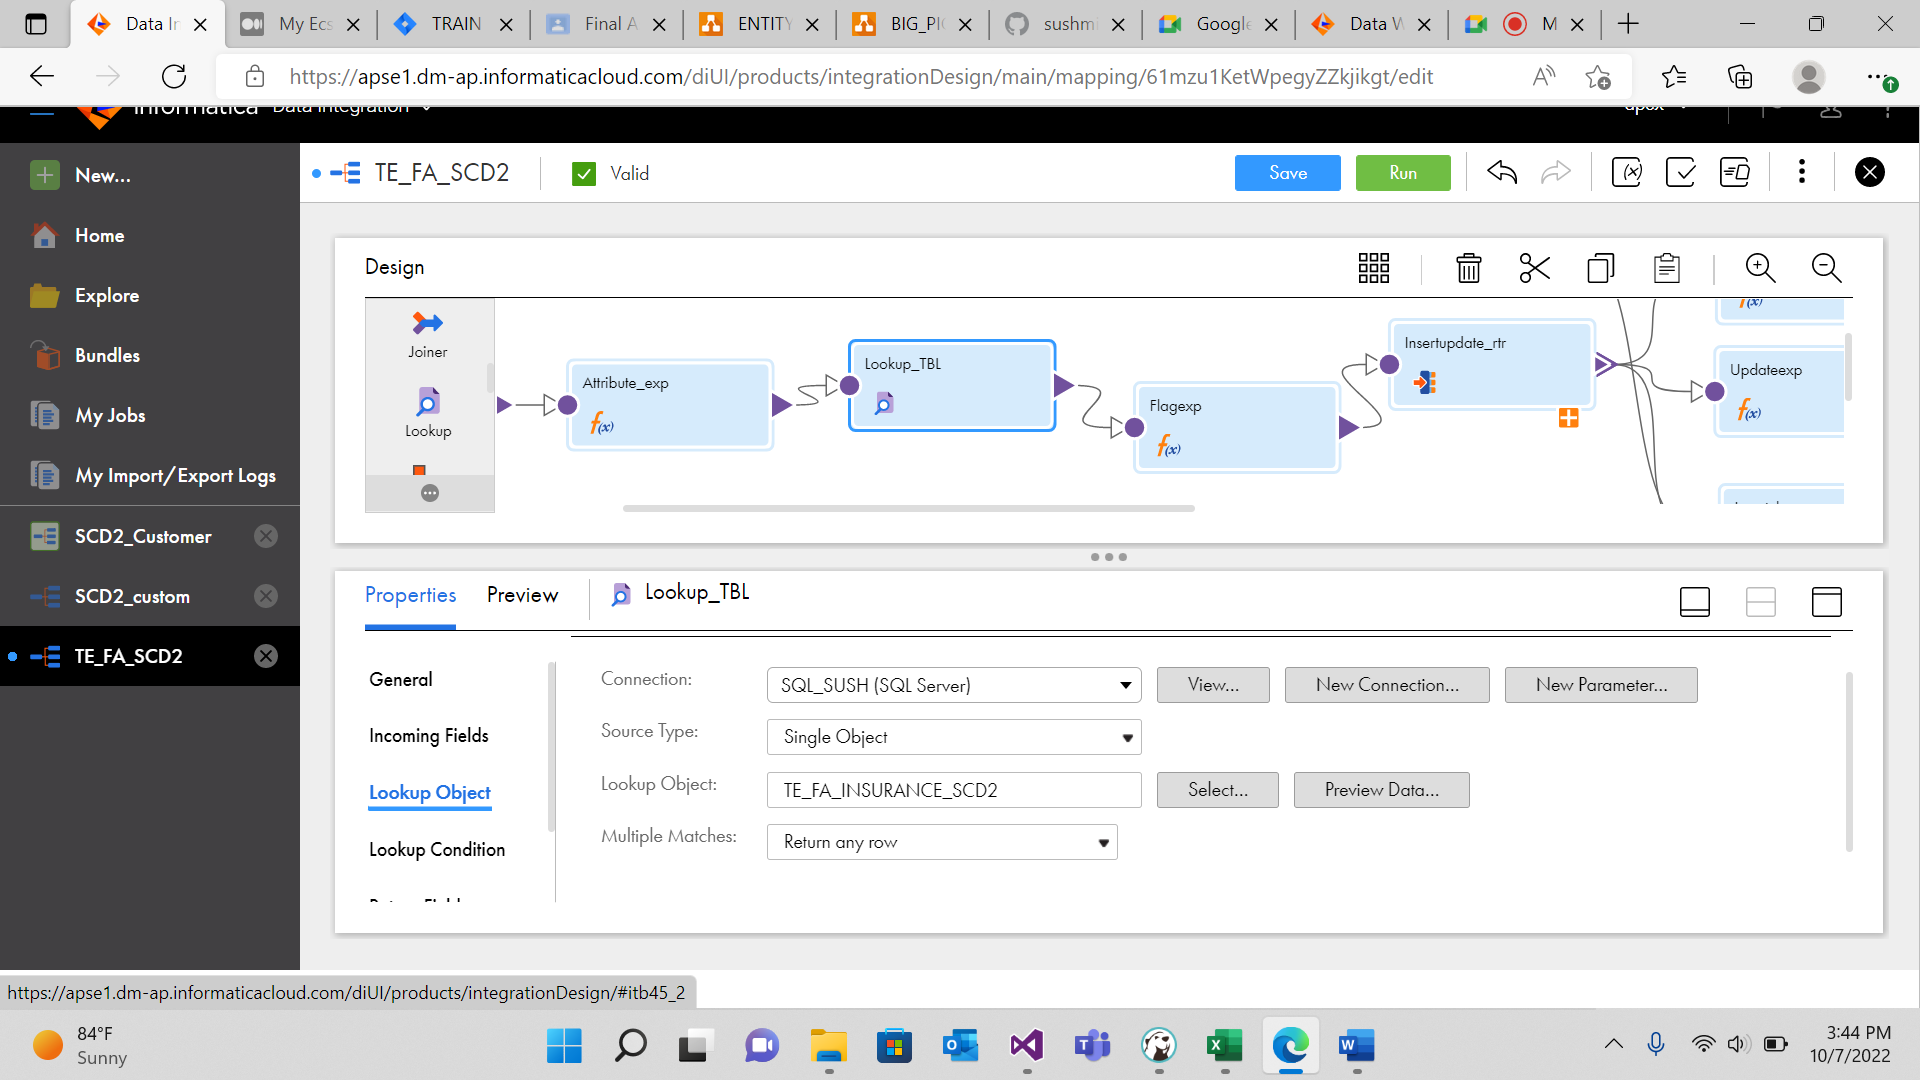 Data In
My Ecs
TRAIN
Final A
ENTITY
BIG_PIC
sushmi
Google
Data W
M
https://apse1.dm-ap.informaticacloud.com/diUI/products/integrationDesign/main/mapping/61mzu1KetWpegyZZkjikgt/edit
Informatica Data Integration
apex
New...
TE_FA_SCD2
Valid
Save
Run
Home
Explore
Bundles
My Jobs
My Import/Export Logs
SCD2_Customer
SCD2_custom
TE_FA_SCD2
Design
Joiner
Lookup
Attribute_exp
f(x)
Lookup_TBL
Flagexp
f(x)
Insertupdate_rtr
f(x)
Updateexp
f(x)
Properties
Preview
Lookup_TBL
General
Incoming Fields
Lookup Object
Lookup Condition
Connection:
SQL_SUSH (SQL Server)
View...
New Connection...
New Parameter...
Source Type:
Single Object
Lookup Object:
TE_FA_INSURANCE_SCD2
Select...
Preview Data...
Multiple Matches:
Return any row
https://apse1.dm-ap.informaticacloud.com/diUI/products/integrationDesign/#itb45_2
84°F
Sunny
3:44 PM
10/7/2022